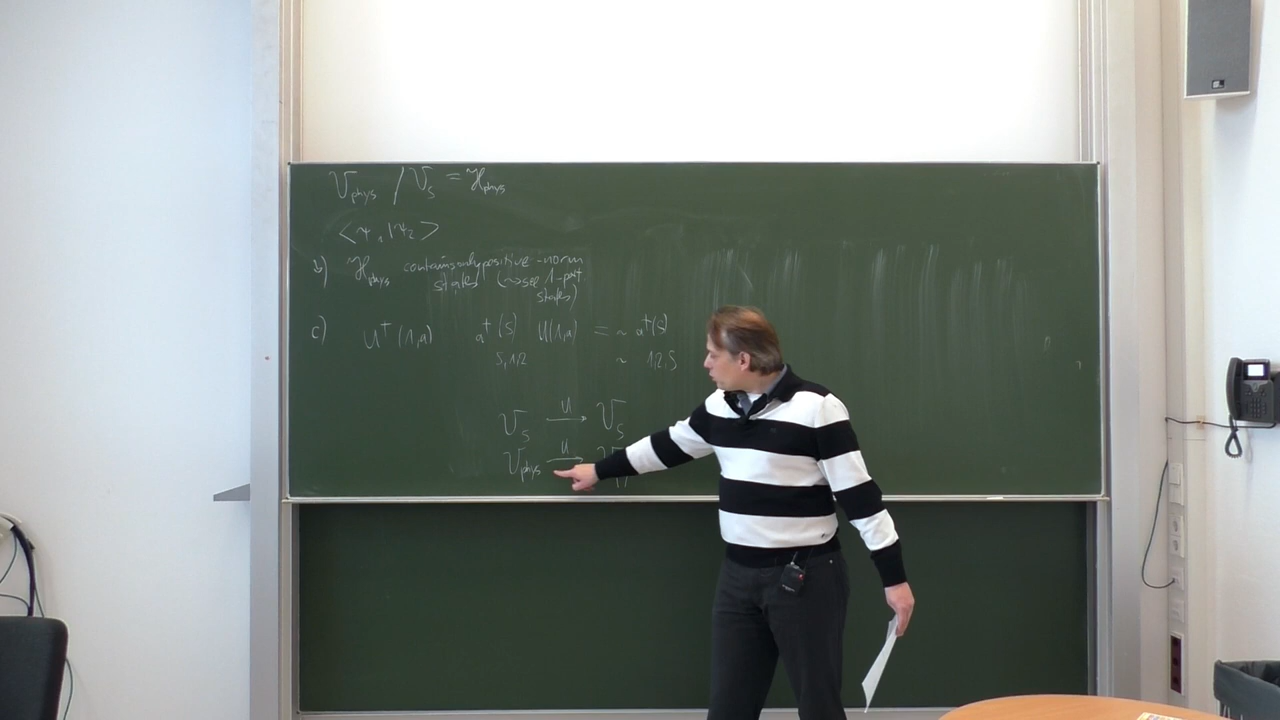 V_phys / V_S = ℋ_phys
<ψ_1 | ψ_2>
b) ℋ_phys contains only positive-norm
states (⇝ see 1-part
states)
c) U†(Λ,a) a†(S) U(Λ,a) = ~ a†(S)
S,1,2 ~ 1,2,S
V_S —U→ V_S
V_phys —U→ V